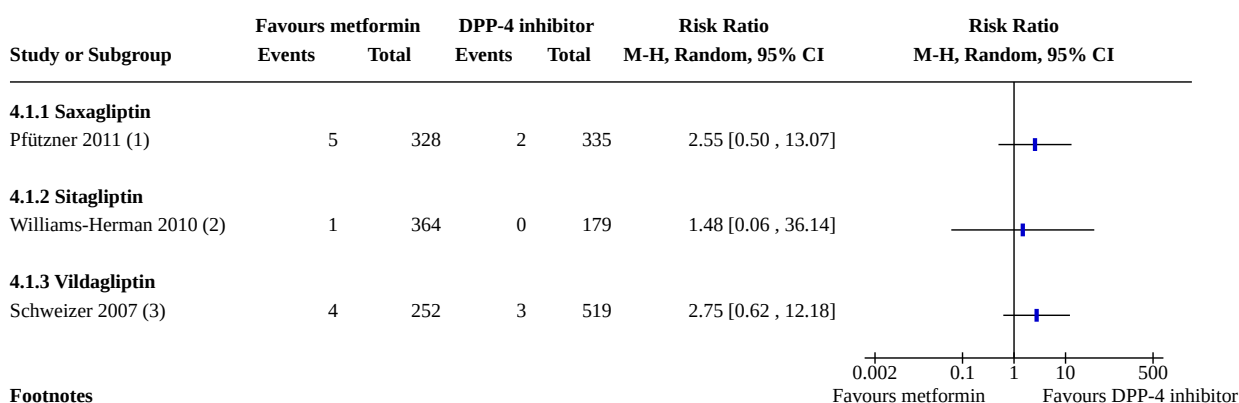 Favours metformin DPP-4 inhibitor Risk Ratio Risk Ratio
Study or Subgroup Events Total Events Total M-H, Random, 95% CI M-H, Random, 95% CI
4.1.1 Saxagliptin
Pfützner 2011 (1) 5 328 2 335 2.55 [0.50 , 13.07]
4.1.2 Sitagliptin
Williams-Herman 2010 (2) 1 364 0 179 1.48 [0.06 , 36.14]
4.1.3 Vildagliptin
Schweizer 2007 (3) 4 252 3 519 2.75 [0.62 , 12.18]
0.002 0.1 1 10 500
Footnotes Favours metformin Favours DPP-4 inhibitor